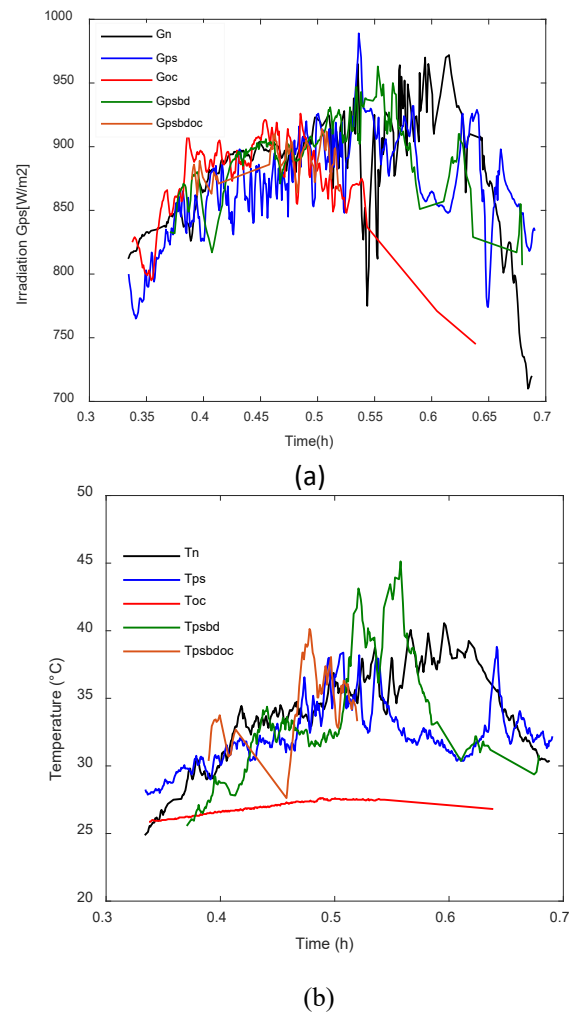 1000
950
900
850
800
750
700
Irradiation Gps[W/m2]
Gn
Gps
Goc
Gpsbd
Gpsbdoc
0.3 0.35 0.4 0.45 0.5 0.55 0.6 0.65 0.7
Time(h)
(a)
50
45
40
35
30
25
20
Temperature (°C)
Tn
Tps
Toc
Tpsbd
Tpsbdoc
0.3 0.4 0.5 0.6 0.7
Time (h)
(b)